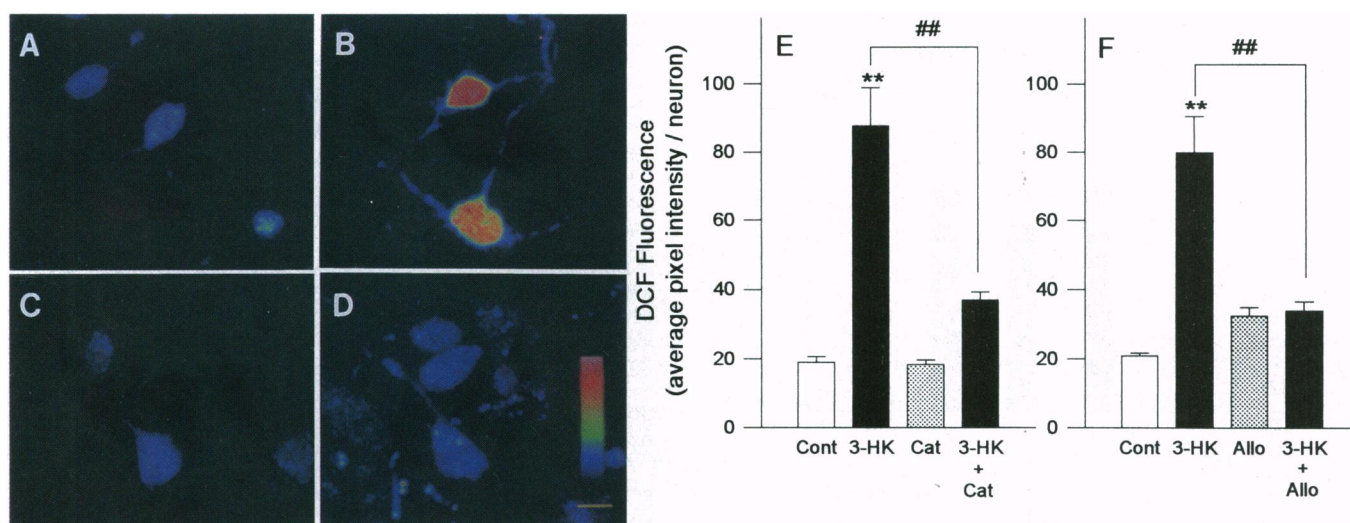 A
B
C
D
DCF Fluorescence
(average pixel intensity / neuron)
E
##
**
100
80
60
40
20
0
Cont
3-HK
Cat
3-HK
+
Cat
F
##
**
100
80
60
40
20
0
Cont
3-HK
Allo
3-HK
+
Allo